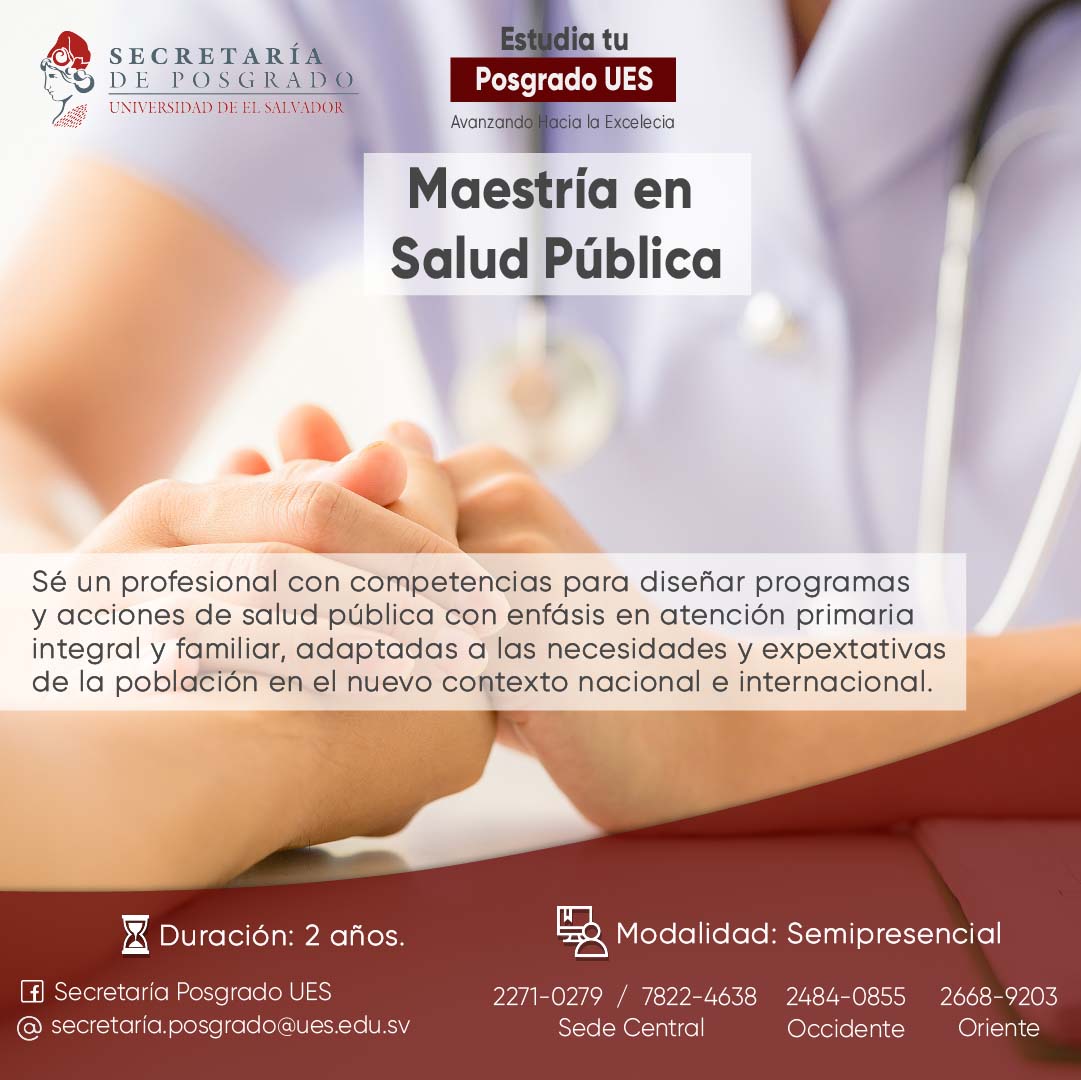 SECRETARÍA
DE POSGRADO
UNIVERSIDAD DE EL SALVADOR
Estudia tu
Posgrado UES
Avanzando Hacia la Excelecia
Maestría en
Salud Pública
Sé un profesional con competencias para diseñar programas
y acciones de salud pública con enfásis en atención primaria
integral y familiar, adaptadas a las necesidades y expextativas
de la población en el nuevo contexto nacional e internacional.
Duración: 2 años.
Modalidad: Semipresencial
Secretaría Posgrado UES
@ secretaría.posgrado@ues.edu.sv
2271-0279 / 7822-4638 2484-0855 2668-9203
Sede Central Occidente Oriente